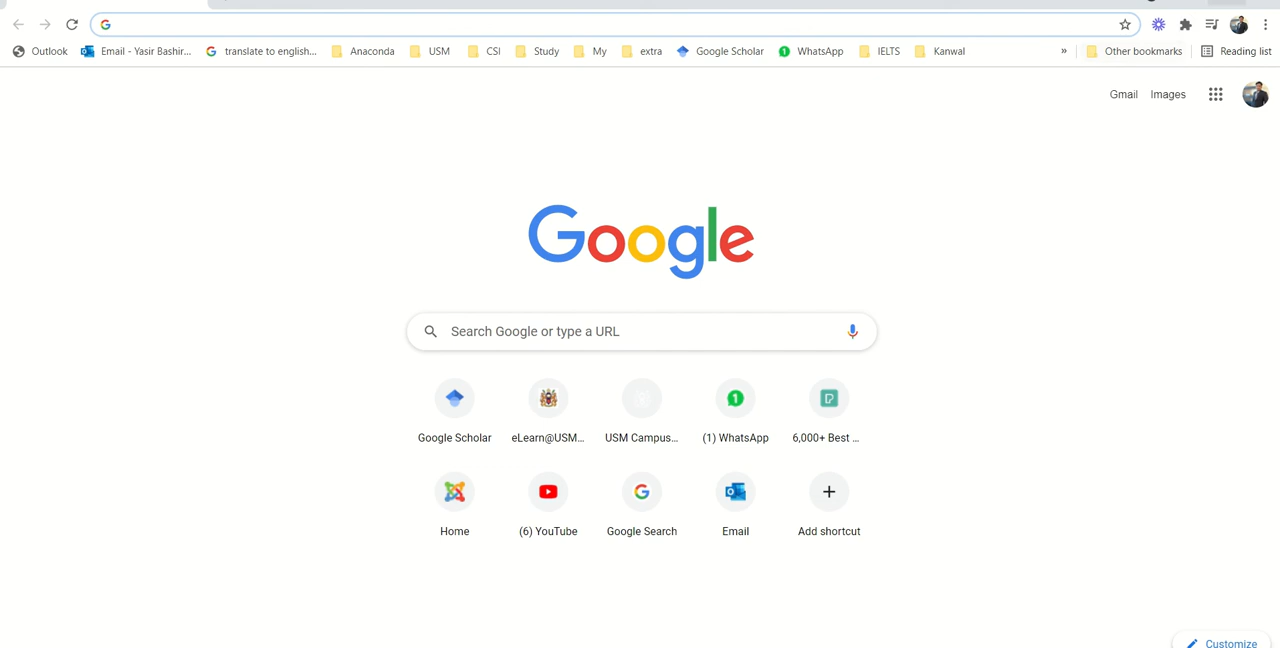 Outlook Email - Yasir Bashir... translate to english... Anaconda USM CSI Study My extra Google Scholar WhatsApp IELTS Kanwal » Other bookmarks Reading list
Gmail Images
Google
Search Google or type a URL
Google Scholar eLearn@USM... USM Campus... (1) WhatsApp 6,000+ Best ...
Home (6) YouTube Google Search Email Add shortcut
Customize